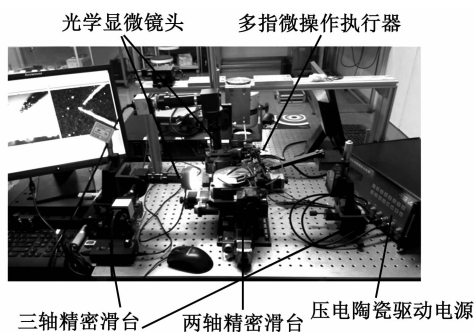 光学显微镜头 多指微操作执行器
三轴精密滑台 两轴精密滑台 压电陶瓷驱动电源